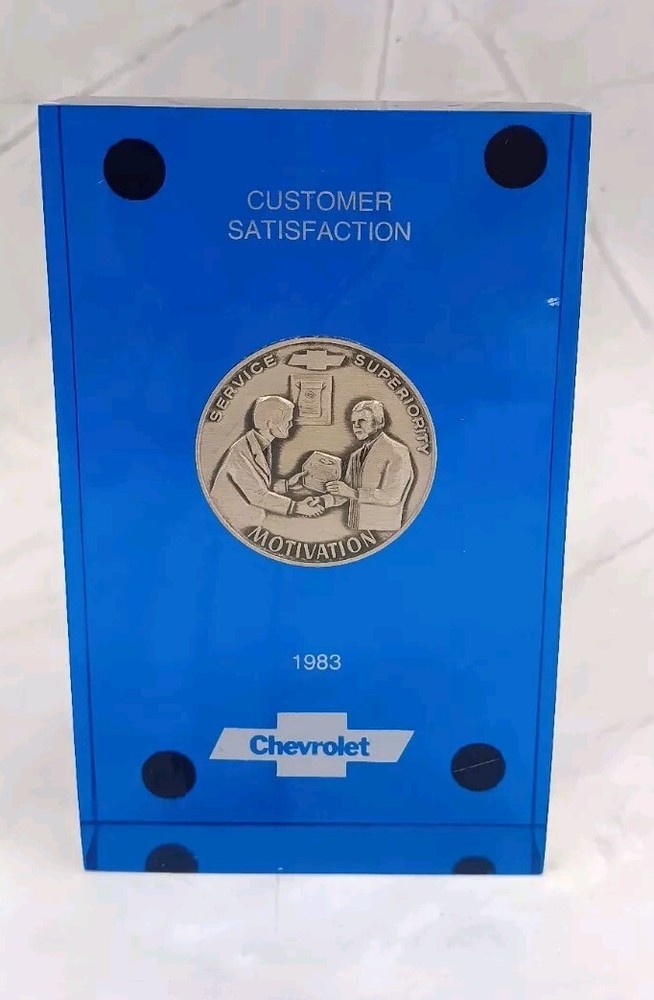 CUSTOMER
SATISFACTION
SERVICE SUPERIORITY
MOTIVATION
1983
Chevrolet